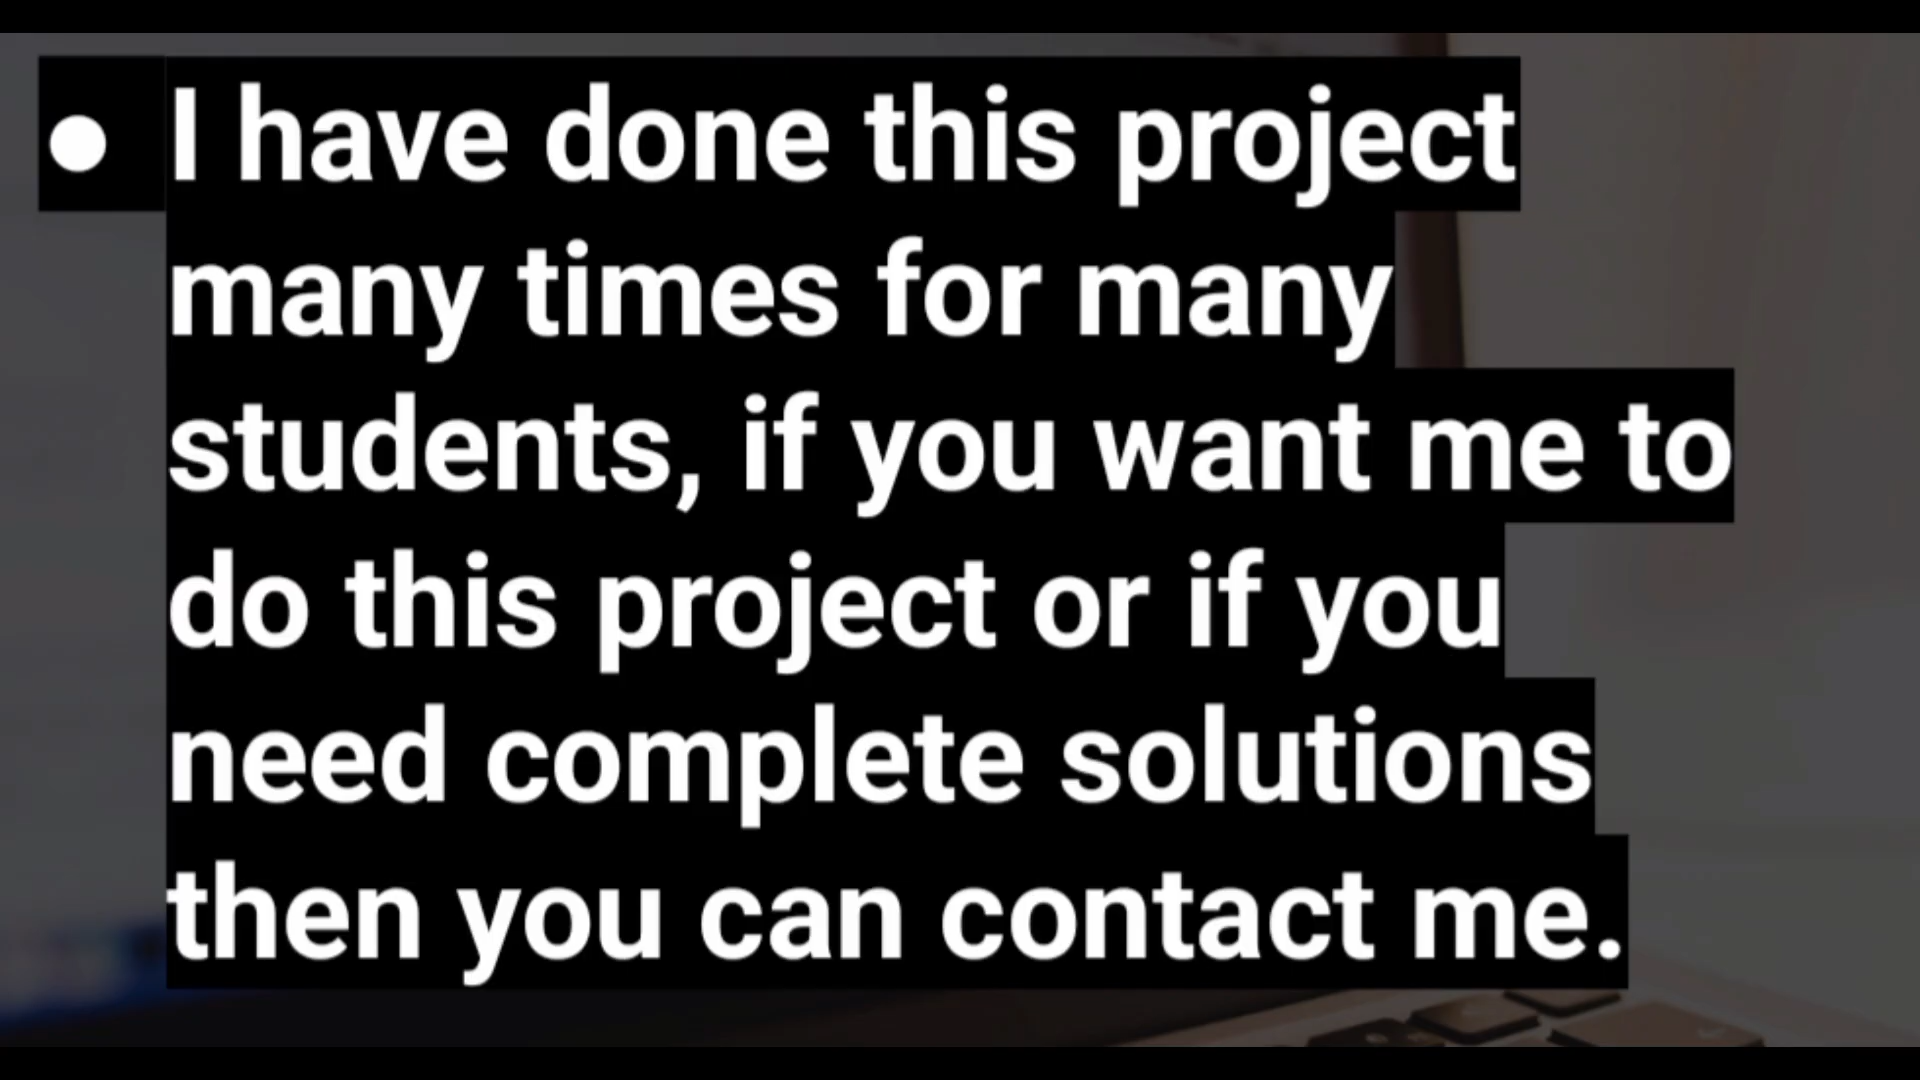 ● I have done this project
many times for many
students, if you want me to
do this project or if you
need complete solutions
then you can contact me.